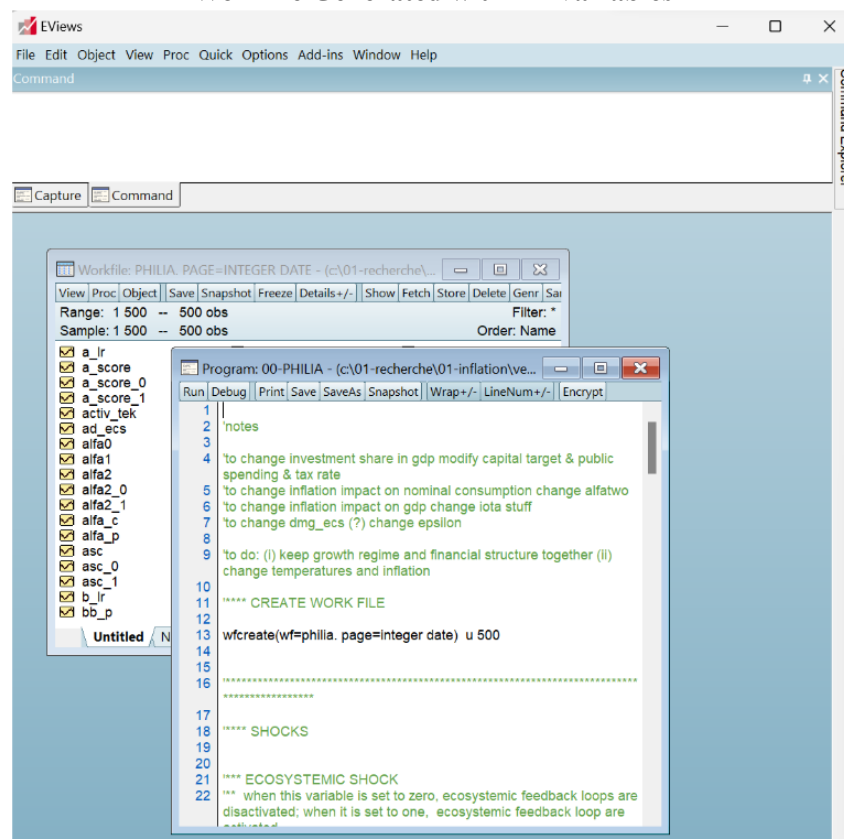 EViews
File Edit Object View Proc Quick Options Add-ins Window Help
Command
Capture Command
Workfile: PHILIA. PAGE=INTEGER DATE - (c:\01-recherche\...
View Proc Object Save Snapshot Freeze Details+/- Show Fetch Store Delete Genr
Range: 1 500 -- 500 obs Filter: *
Sample: 1 500 -- 500 obs Order: Name
a_lr
a_score
a_score_0
a_score_1
activ_tek
ad_ecs
alfa0
alfa1
alfa2
alfa2_0
alfa2_1
alfa_c
alfa_p
asc
asc_0
asc_1
b_lr
bb_p
Untitled
Program: 00-PHILIA - (c:\01-recherche\01-inflation\ve...
Run Debug Print Save SaveAs Snapshot Wrap+/- LineNum+/- Encrypt
1
2 'notes
3
4 'to change investment share in gdp modify capital target & public
spending & tax rate
5 'to change inflation impact on nominal consumption change alfatwo
6 'to change inflation impact on gdp change iota stuff
7 'to change dmg_ecs (?) change epsilon
8
9 'to do: (i) keep growth regime and financial structure together (ii)
change temperatures and inflation
10
11 '**** CREATE WORK FILE
12
13 wfcreate(wf=philia. page=integer date) u 500
14
15
16 '******************************************************************************
*****************
17
18 '**** SHOCKS
19
20
21 '*** ECOSYSTEMIC SHOCK
22 '** when this variable is set to zero, ecosystemic feedback loops are
disactivated; when it is set to one, ecosystemic feedback loop are